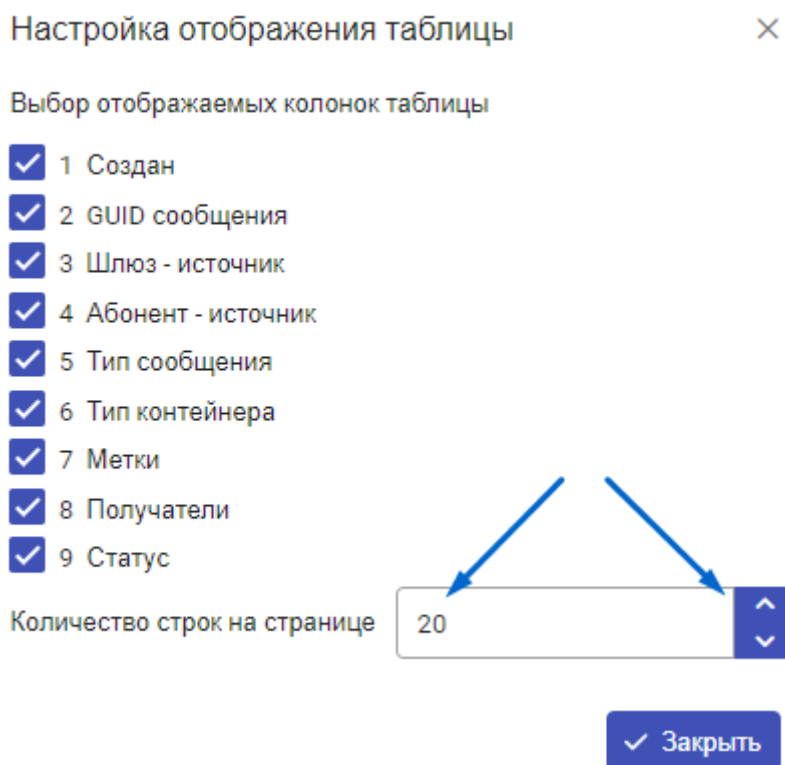 Настройка отображения таблицы
Выбор отображаемых колонок таблицы
1 Создан
2 GUID сообщения
3 Шлюз - источник
4 Абонент - источник
5 Тип сообщения
6 Тип контейнера
7 Метки
8 Получатели
9 Статус
Количество строк на странице 20
Закрыть